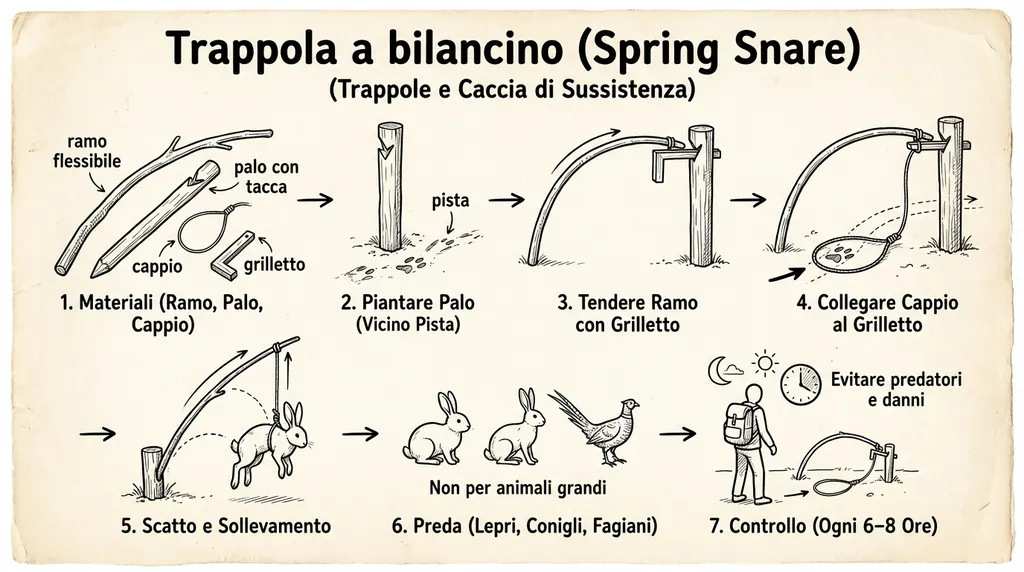 Trappola a bilancino (Spring Snare)
(Trappole e Caccia di Sussistenza)
ramo
flessibile
palo con
tacca
cappio
grilletto
1. Materiali (Ramo, Palo,
Cappio)
pista
2. Piantare Palo
(Vicino Pista)
3. Tendere Ramo
con Grilletto
4. Collegare Cappio
al Grilletto
5. Scatto e Sollevamento
Non per animali grandi
6. Preda (Lepri, Conigli, Fagiani)
Evitare predatori
e danni
7. Controllo (Ogni 6–8 Ore)